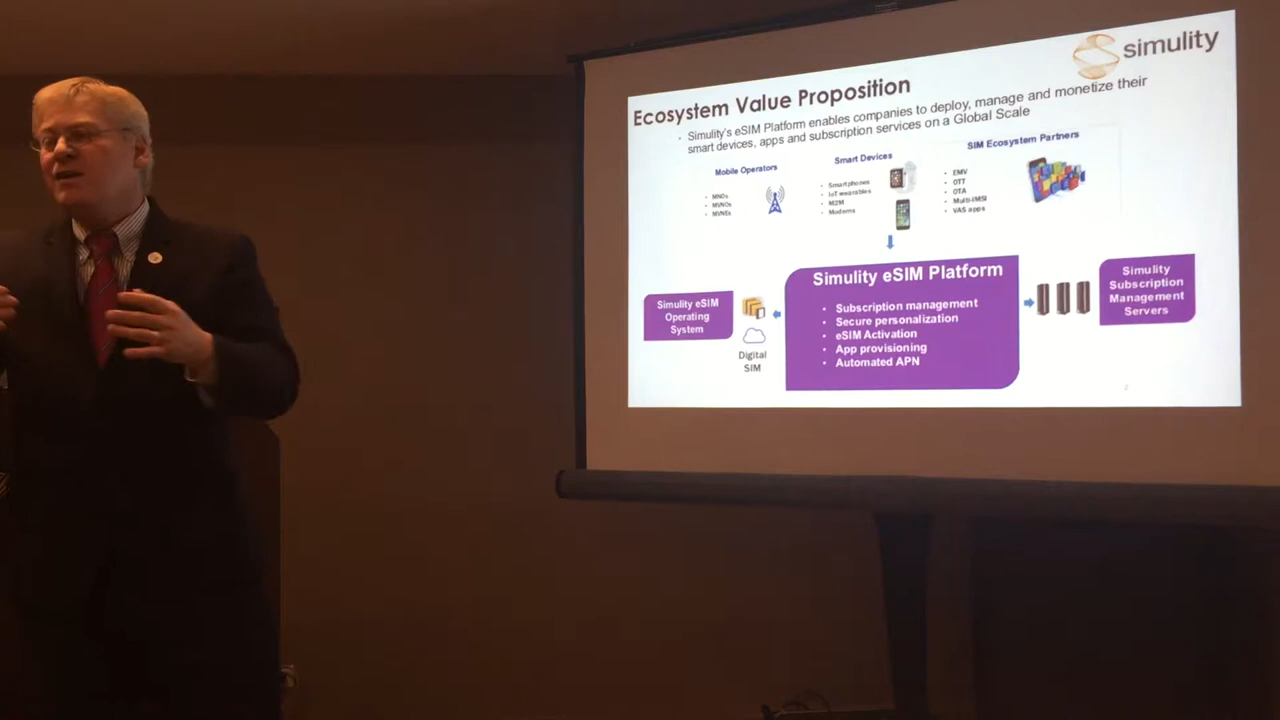 simulity
Ecosystem Value Proposition
• Simulity's eSIM Platform enables companies to deploy, manage and monetize their
smart devices, apps and subscription services on a Global Scale
Mobile Operators
• MNOs
• MVNOs
• MVNEs
Smart Devices
• Smartphones
• IoT wearables
• M2M
• Modems
SIM Ecosystem Partners
• EMV
• OTT
• OTA
• Multi-IMSI
• VAS apps
Simulity eSIM
Operating
System
Digital
SIM
Simulity eSIM Platform
• Subscription management
• Secure personalization
• eSIM Activation
• App provisioning
• Automated APN
Simulity
Subscription
Management
Servers
2